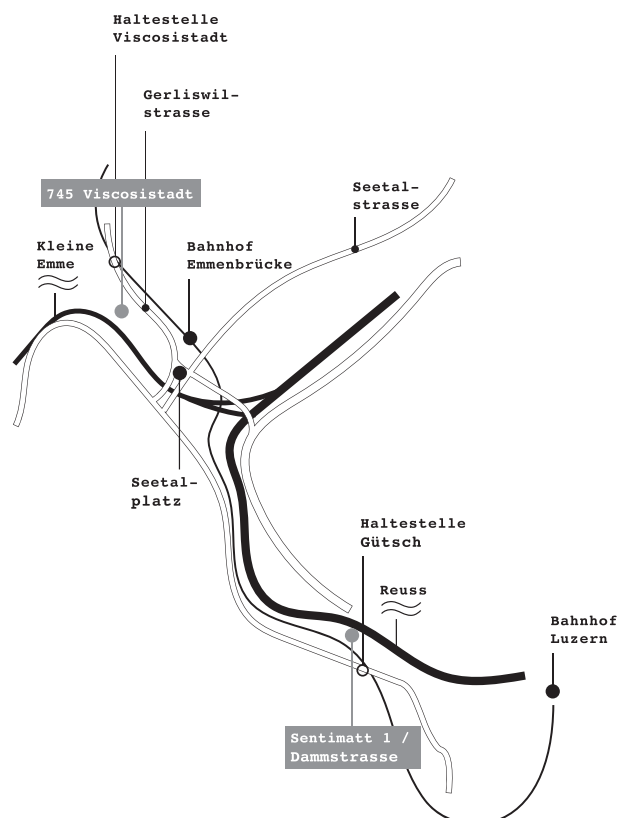 Haltestelle
Viscosistadt
Gerliswil-
strasse
745 Viscosistadt
Seetal-
strasse
Kleine
Emme
Bahnhof
Emmenbrücke
Seetal-
platz
Haltestelle
Gütsch
Reuss
Bahnhof
Luzern
Sentimatt 1 /
Dammstrasse